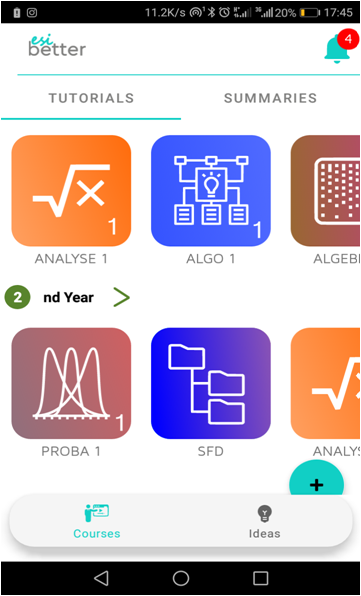 11.2K/s 3G 20% 17:45
esi
better
4
TUTORIALS SUMMARIES
1 1
ANALYSE 1 ALGO 1 ALGEB
2 nd Year >
1
PROBA 1 SFD ANALYS
+
Courses Ideas